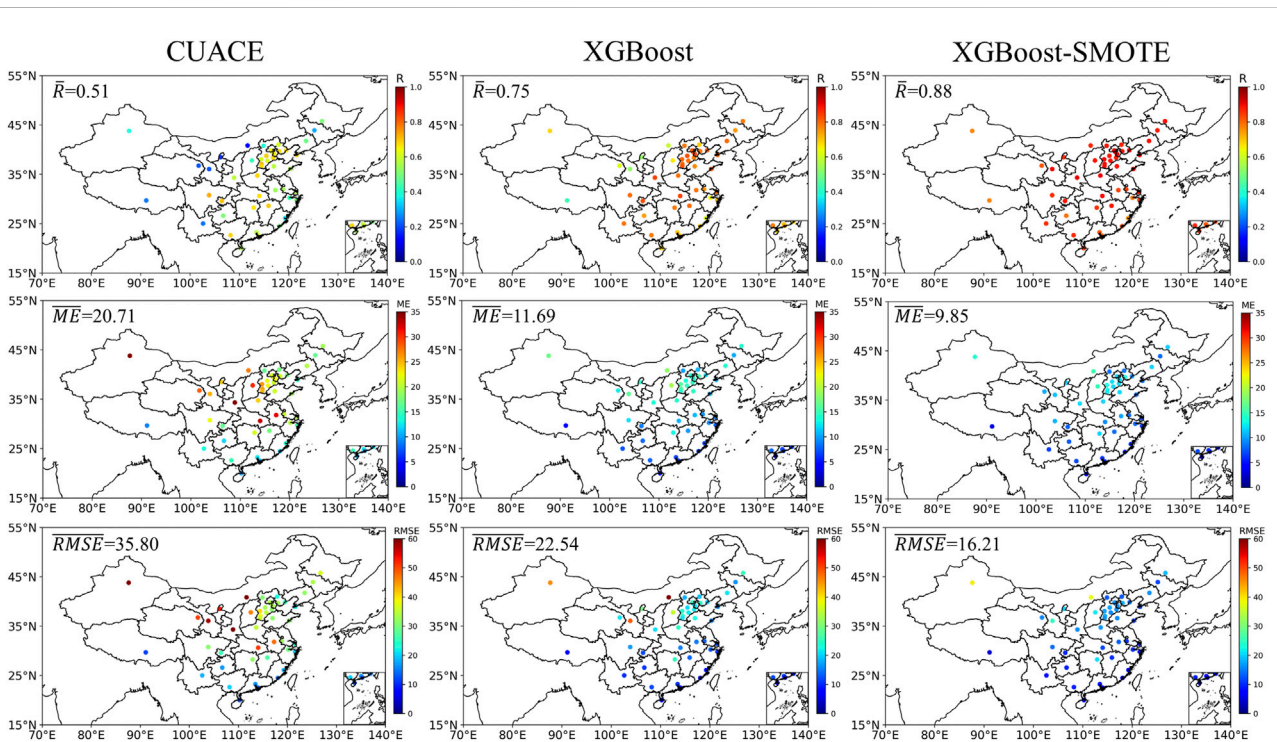 CUACE XGBoost XGBoost-SMOTE
R̅=0.51 R̅=0.75 R̅=0.88
R R R
1.0 0.8 0.6 0.4 0.2 0.0
1.0 0.8 0.6 0.4 0.2 0.0
1.0 0.8 0.6 0.4 0.2 0.0
55°N 45°N 35°N 25°N 15°N
55°N 45°N 35°N 25°N 15°N
55°N 45°N 35°N 25°N 15°N
70°E 80°E 90°E 100°E 110°E 120°E 130°E 140°E
70°E 80°E 90°E 100°E 110°E 120°E 130°E 140°E
70°E 80°E 90°E 100°E 110°E 120°E 130°E 140°E
M̅E̅=20.71 M̅E̅=11.69 M̅E̅=9.85
ME ME ME
35 30 25 20 15 10 5 0
35 30 25 20 15 10 5 0
35 30 25 20 15 10 5 0
55°N 45°N 35°N 25°N 15°N
55°N 45°N 35°N 25°N 15°N
55°N 45°N 35°N 25°N 15°N
70°E 80°E 90°E 100°E 110°E 120°E 130°E 140°E
70°E 80°E 90°E 100°E 110°E 120°E 130°E 140°E
70°E 80°E 90°E 100°E 110°E 120°E 130°E 140°E
R̅M̅S̅E̅=35.80 R̅M̅S̅E̅=22.54 R̅M̅S̅E̅=16.21
RMSE RMSE RMSE
60 50 40 30 20 10 0
60 50 40 30 20 10 0
60 50 40 30 20 10 0
55°N 45°N 35°N 25°N 15°N
55°N 45°N 35°N 25°N 15°N
55°N 45°N 35°N 25°N 15°N
70°E 80°E 90°E 100°E 110°E 120°E 130°E 140°E
70°E 80°E 90°E 100°E 110°E 120°E 130°E 140°E
70°E 80°E 90°E 100°E 110°E 120°E 130°E 140°E